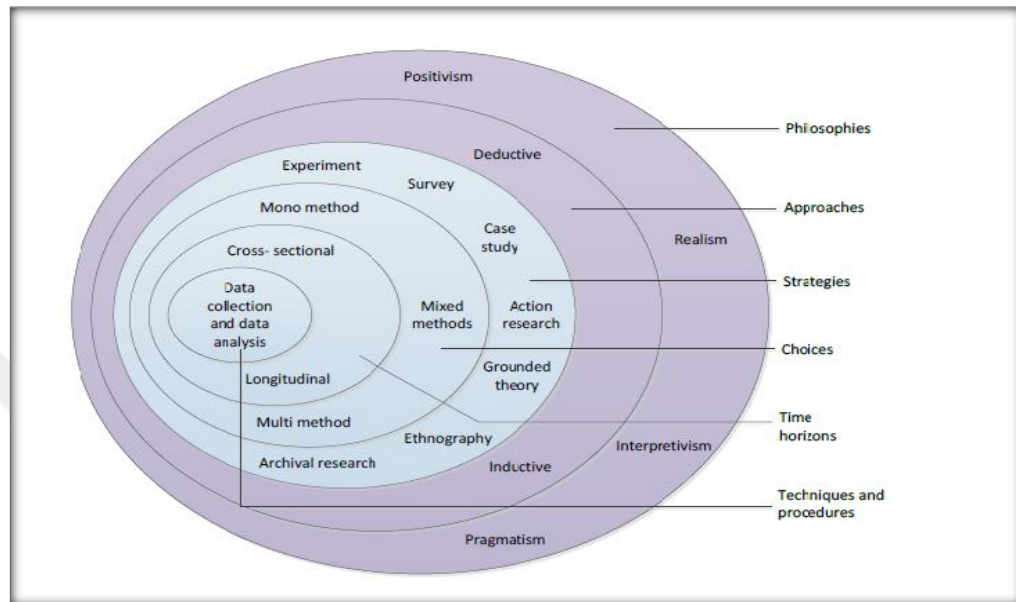 Positivism
Philosophies
Deductive
Experiment
Survey
Mono method
Approaches
Case
study
Realism
Cross- sectional
Strategies
Data
collection
and data
analysis
Mixed
methods
Action
research
Choices
Grounded
theory
Longitudinal
Time
horizons
Multi method
Ethnography
Interpretivism
Archival research
Inductive
Techniques and
procedures
Pragmatism